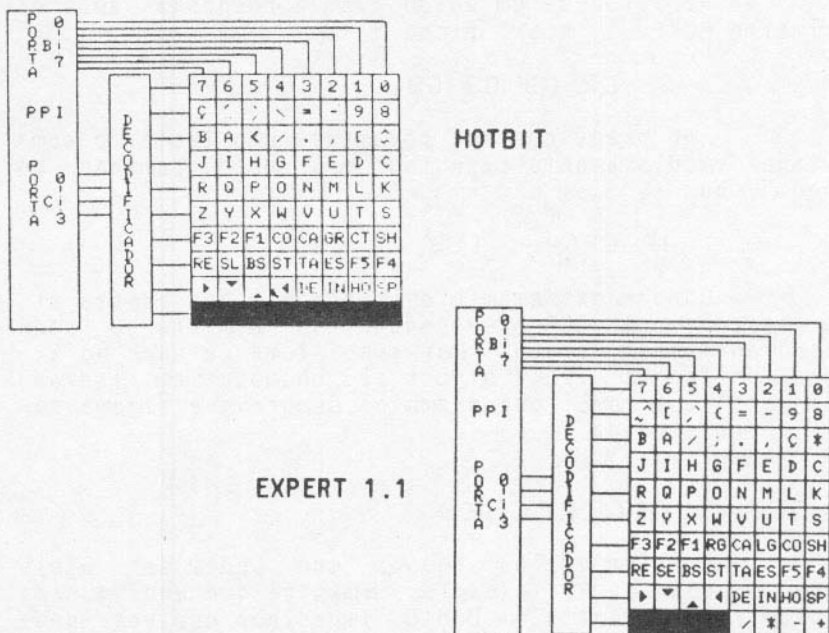 PORTA B
0
1
7
PPI
PORTA C
0
1
3
DECODIFICADOR
7 6 5 4 3 2 1 0
Ç ´ ; \ = - 9 8
B A < / . , [ ^
J I H G F E D C
R Q P O N M L K
Z Y X W V U T S
F3 F2 F1 CO CA GR CT SH
RE SL BS ST TA ES F5 F4
DE IN HO SP
HOTBIT
PORTA B
0
1
7
PPI
PORTA C
0
1
3
DECODIFICADOR
7 6 5 4 3 2 1 0
~^ [ ,` ( = - 9 8
B A / ; . , Ç *
J I H G F E D C
R Q P O N M L K
Z Y X W V U T S
F3 F2 F1 RG CA LG CO SH
RE SE BS ST TA ES F5 F4
DE IN HO SP
/ * - +
EXPERT 1.1